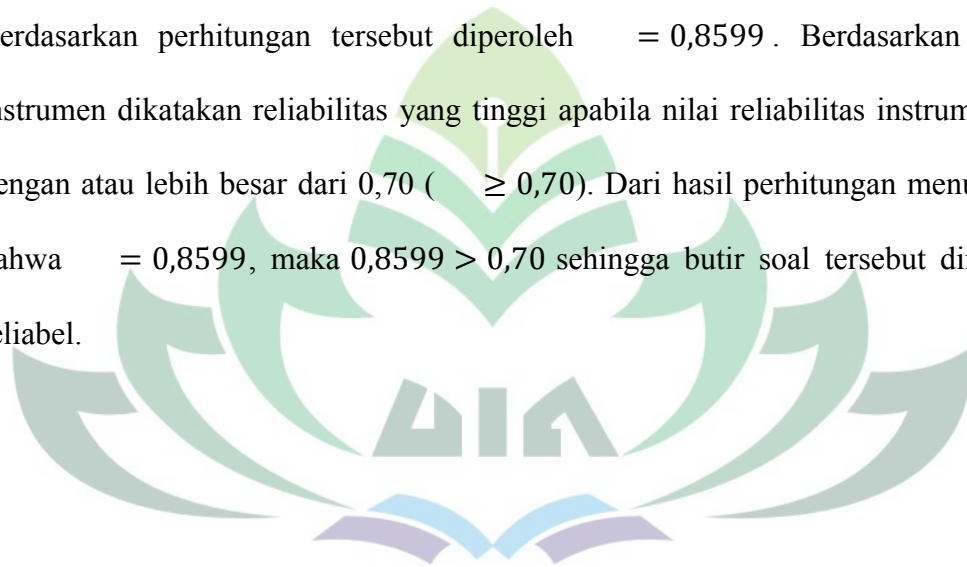 erdasarkan perhitungan tersebut diperoleh = 0,8599 . Berdasarkan
nstrumen dikatakan reliabilitas yang tinggi apabila nilai reliabilitas instrum
engan atau lebih besar dari 0,70 ( ≥ 0,70). Dari hasil perhitungan menu
ahwa = 0,8599, maka 0,8599 > 0,70 sehingga butir soal tersebut di
eliabel.
UIN